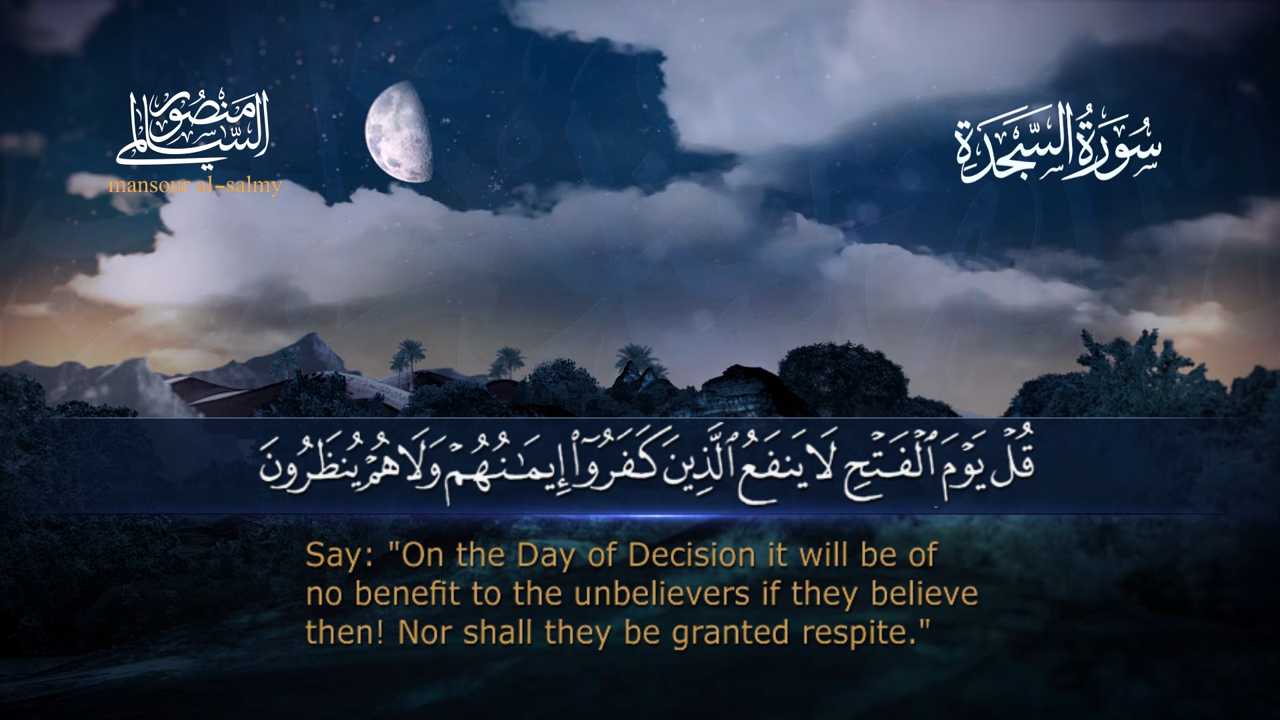 منصور
السالمي
mansour al-salmy
سُورَةُ السَّجْدَةِ
قُلْ يَوْمَ ٱلْفَتْحِ لَا يَنفَعُ ٱلَّذِينَ كَفَرُوٓا۟ إِيمَـٰنُهُمْ وَلَا هُمْ يُنظَرُونَ
Say: "On the Day of Decision it will be of
no benefit to the unbelievers if they believe
then! Nor shall they be granted respite."